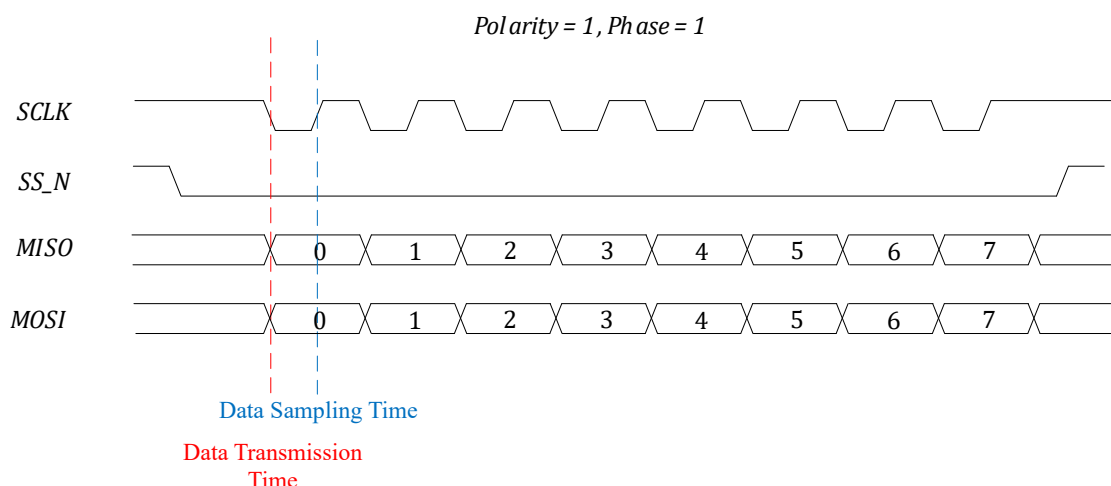 Polarity = 1, Phase = 1
SCLK
SS_N
MISO
0 1 2 3 4 5 6 7
MOSI
0 1 2 3 4 5 6 7
Data Sampling Time
Data Transmission
Time